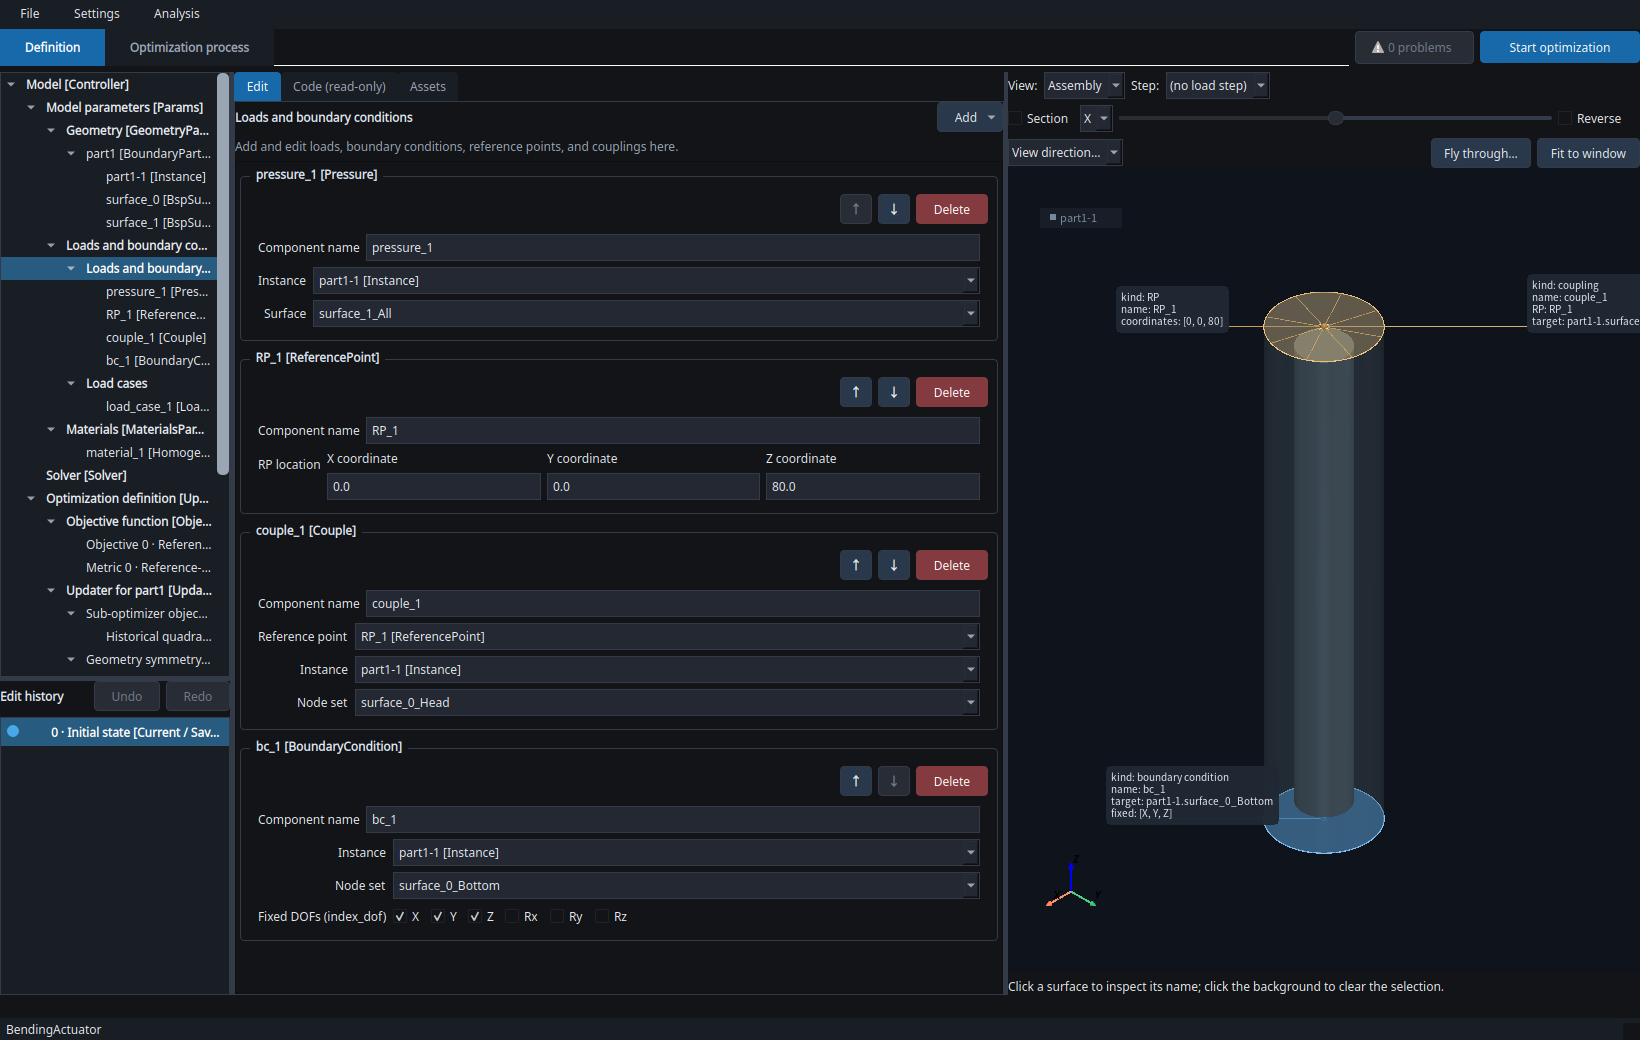 File Settings Analysis
Definition Optimization process 0 problems Start optimization
Model [Controller]
Model parameters [Params]
Geometry [GeometryPa...
part1 [BoundaryPart...
part1-1 [Instance]
surface_0 [BspSu...
surface_1 [BspSu...
Loads and boundary co...
Loads and boundary...
pressure_1 [Pres...
RP_1 [Reference...
couple_1 [Couple]
bc_1 [BoundaryC...
Load cases
load_case_1 [Loa...
Materials [MaterialsPar...
material_1 [Homoge...
Solver [Solver]
Optimization definition [Up...
Objective function [Obje...
Objective 0 · Referen...
Metric 0 · Reference-...
Updater for part1 [Upda...
Sub-optimizer objec...
Historical quadra...
Geometry symmetry...
Edit history Undo Redo
0 · Initial state [Current / Sav...
Edit Code (read-only) Assets
Loads and boundary conditions Add
Add and edit loads, boundary conditions, reference points, and couplings here.
pressure_1 [Pressure]
↑ ↓ Delete
Component name pressure_1
Instance part1-1 [Instance]
Surface surface_1_All
RP_1 [ReferencePoint]
↑ ↓ Delete
Component name RP_1
X coordinate Y coordinate Z coordinate
RP location 0.0 0.0 80.0
couple_1 [Couple]
↑ ↓ Delete
Component name couple_1
Reference point RP_1 [ReferencePoint]
Instance part1-1 [Instance]
Node set surface_0_Head
bc_1 [BoundaryCondition]
↑ ↓ Delete
Component name bc_1
Instance part1-1 [Instance]
Node set surface_0_Bottom
Fixed DOFs (index_dof) X Y Z Rx Ry Rz
View: Assembly Step: (no load step)
Section X Reverse
View direction... Fly through... Fit to window
part1-1
kind: RP
name: RP_1
coordinates: [0, 0, 80]
kind: coupling
name: couple_1
RP: RP_1
target: part1-1.surface
kind: boundary condition
name: bc_1
target: part1-1.surface_0_Bottom
fixed: [X, Y, Z]
Z
Click a surface to inspect its name; click the background to clear the selection.
BendingActuator